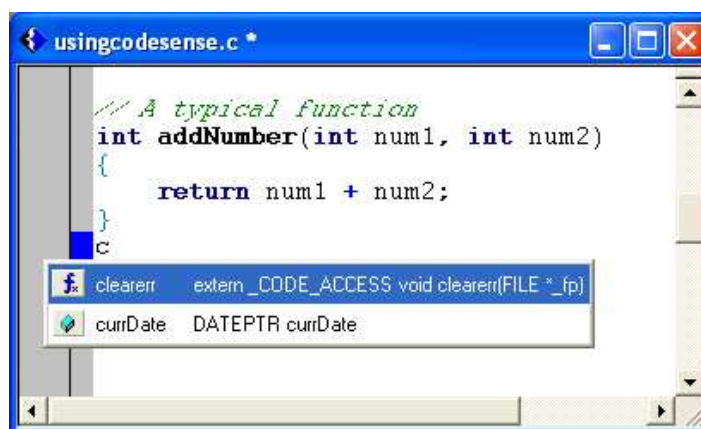 usingcodesense.c *
// A typical function
int addNumber(int num1, int num2)
{
return num1 + num2;
}
c
clearerr extern _CODE_ACCESS void clearerr(FILE *_fp)
currDate DATEPTR currDate